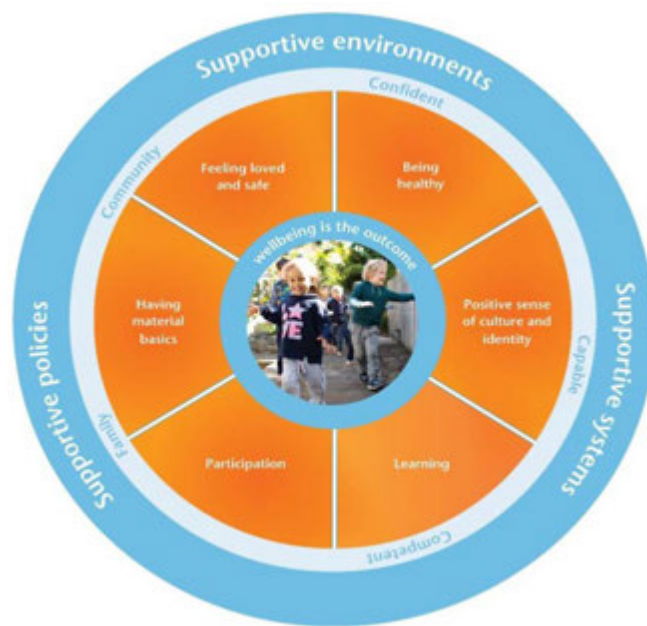 Supportive environments
Confident
Community
Feeling loved
and safe
Being
healthy
wellbeing is the outcome
Having
material
basics
Positive sense
of culture and
identity
Supportive policies
Supportive systems
Capable
Family
Participation
Learning
Competent